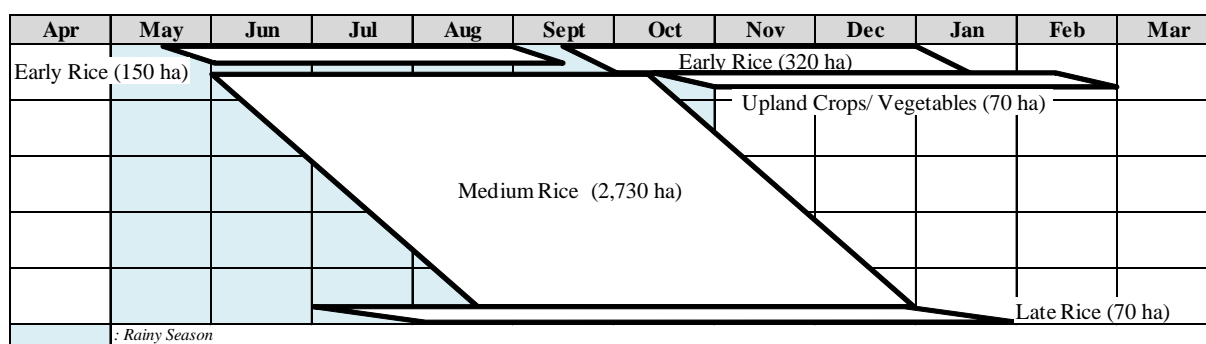 Apr May Jun Jul Aug Sept Oct Nov Dec Jan Feb Mar
Early Rice (150 ha)
Early Rice (320 ha)
Upland Crops/ Vegetables (70 ha)
Medium Rice (2,730 ha)
Late Rice (70 ha)
: Rainy Season